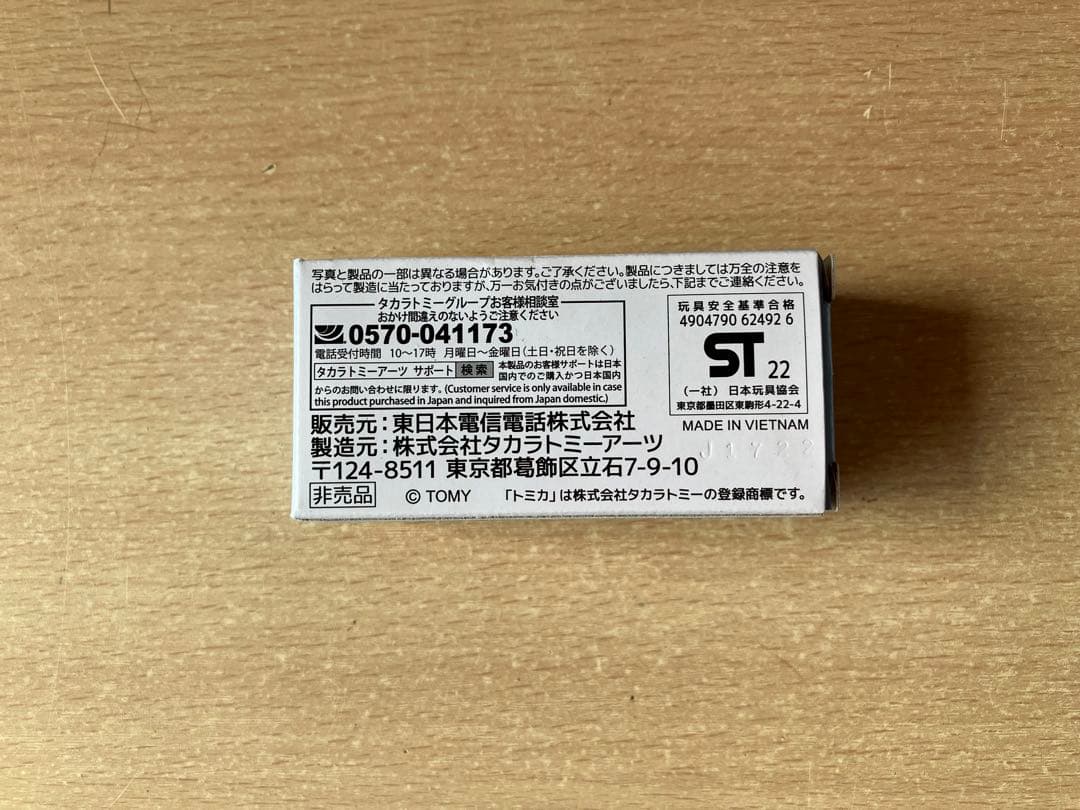 写真と製品の一部は異なる場合があります。ご了承ください。製品につきましては万全の注意を
はらって製造に当たっておりますが、万一お気付きの点がございましたら、下記までご連絡ください。
タカラトミーグループお客様相談室
おかけ間違えのないようご注意ください
0570-041173
電話受付時間 10〜17時 月曜日〜金曜日(土日・祝日を除く)
タカラトミーアーツ サポート 検索 本製品のお客様サポートは日本
国内でのご購入かつ日本国内
からのお問い合わせに限ります。(Customer service is only available in case
this product purchased in Japan and inquired from Japan domestic.)
玩具安全基準合格
4904790 62492 6
ST 22
(一社) 日本玩具協会
東京都墨田区東駒形4-22-4
MADE IN VIETNAM
販売元:東日本電信電話株式会社
製造元:株式会社タカラトミーアーツ
〒124-8511 東京都葛飾区立石7-9-10
非売品 © TOMY 「トミカ」は株式会社タカラトミーの登録商標です。